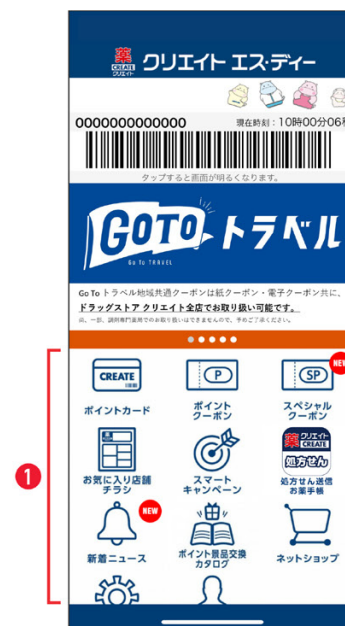 薬
CREATE
クリエイト
クリエイト エス・ディー
0000000000000
現在時刻：10時00分06秒
タップすると画面が明るくなります。
GOTO トラベル
Go To TRAVEL
Go To トラベル地域共通クーポンは紙クーポン・電子クーポン共に、
ドラッグストア クリエイト全店でお取り扱い可能です。
尚、一部、調剤専門薬局でのお取り扱いはできませんので、予めご了承ください。
NEW
CREATE
P
SP
ポイントカード
ポイント
クーポン
スペシャル
クーポン
薬 クリエイト
CREATE
処方せん
お気に入り店舗
チラシ
スマート
キャンペーン
処方せん送信
お薬手帳
1
NEW
新着ニュース
ポイント景品交換
カタログ
ネットショップ